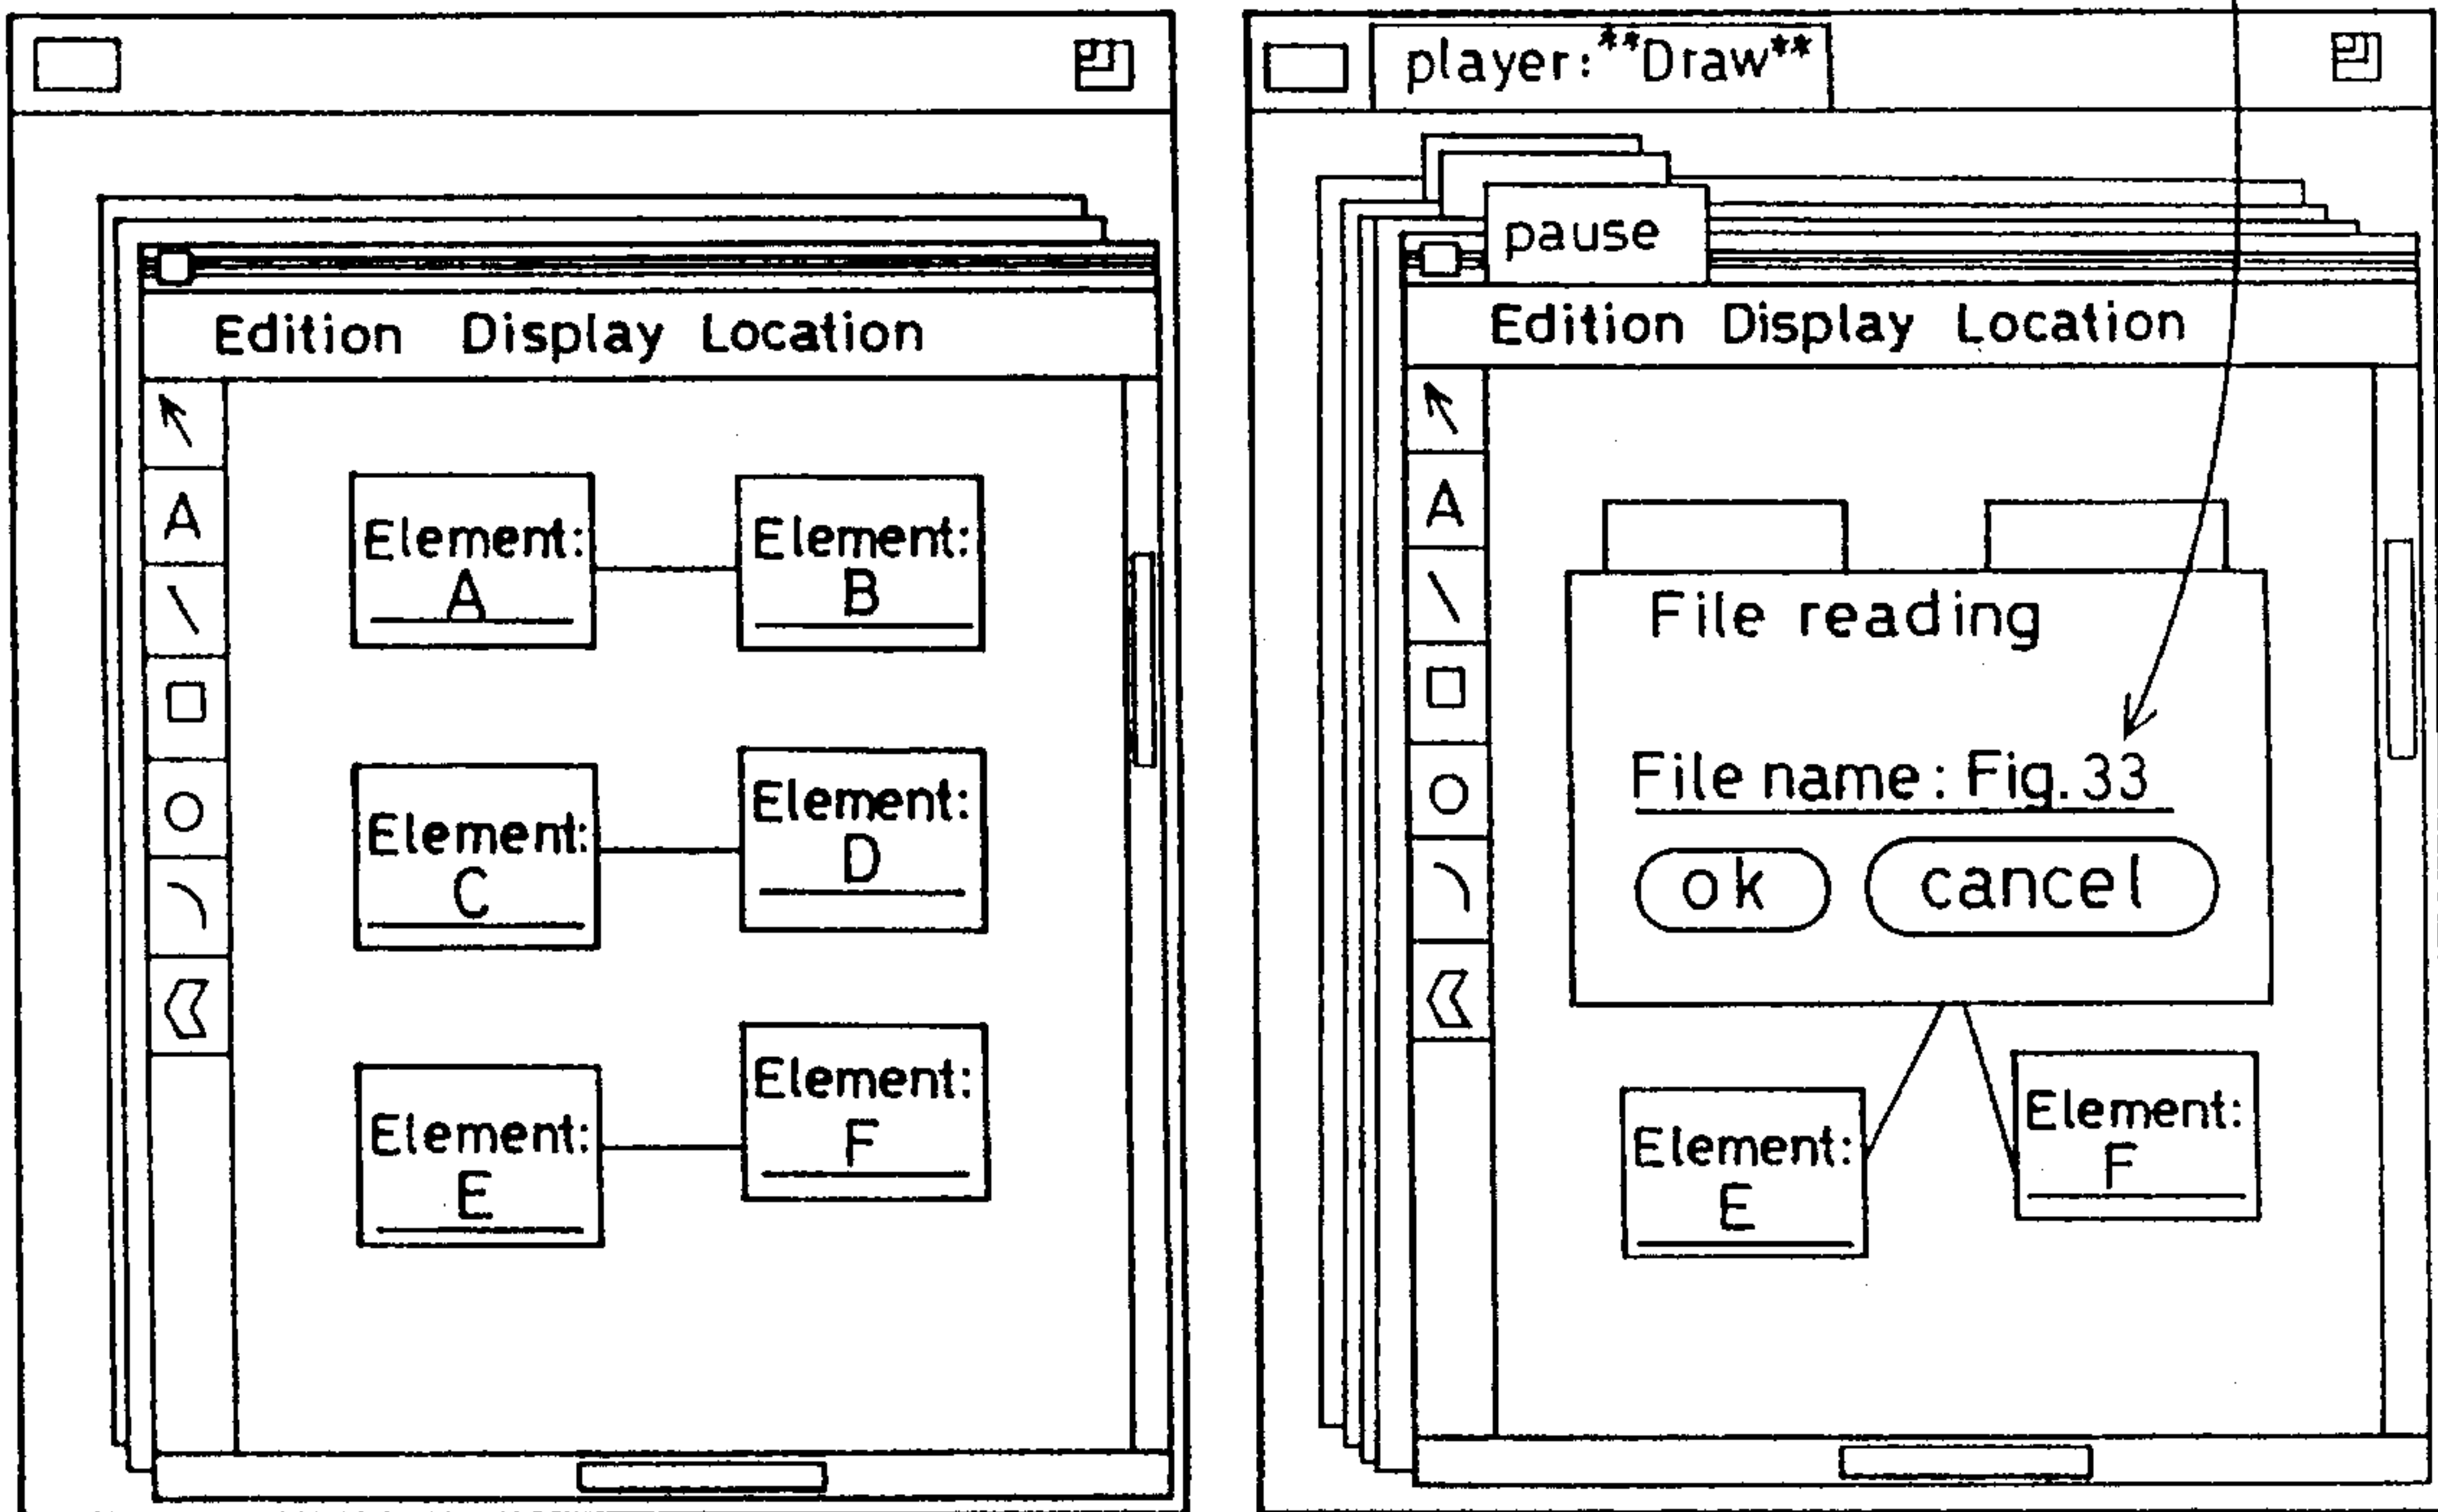 Edition Display Location
A
Element:
A
Element:
B
Element:
C
Element:
D
Element:
E
Element:
F
player:**Draw**
pause
Edition Display Location
A
File reading
File name: Fig.33
ok
cancel
Element:
E
Element:
F